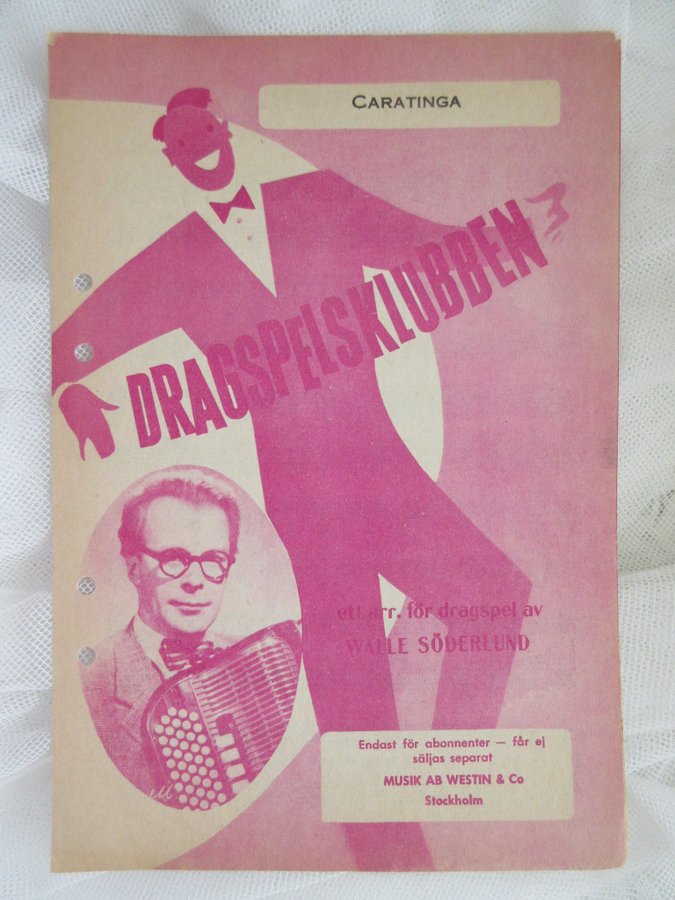 CARATINGA
DRAGSPELSKLUBBEN
ett arr. för dragspel av
WALLE SÖDERLUND
Endast för abonnenter — får ej
säljas separat
MUSIK AB WESTIN & Co
Stockholm